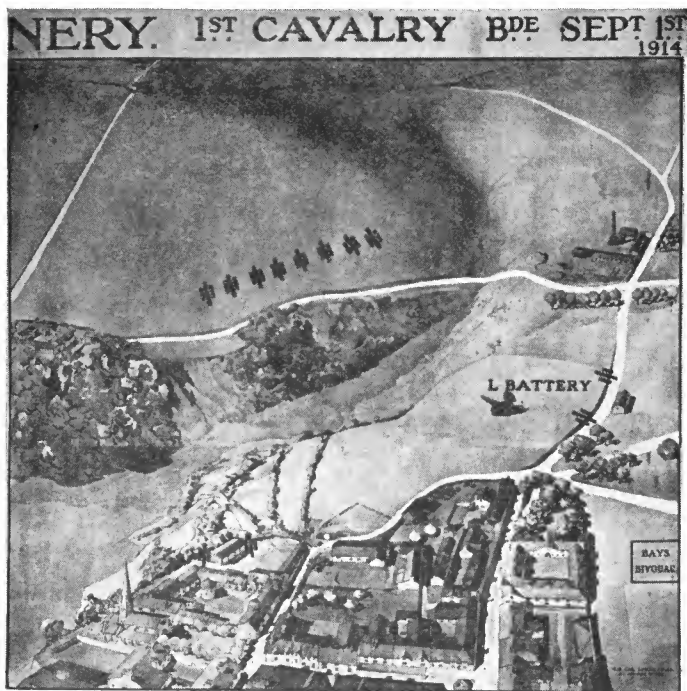 NERY. 1ST CAVALRY BDE SEPT 1ST
1914
L BATTERY
BAYS
BIVOUAC